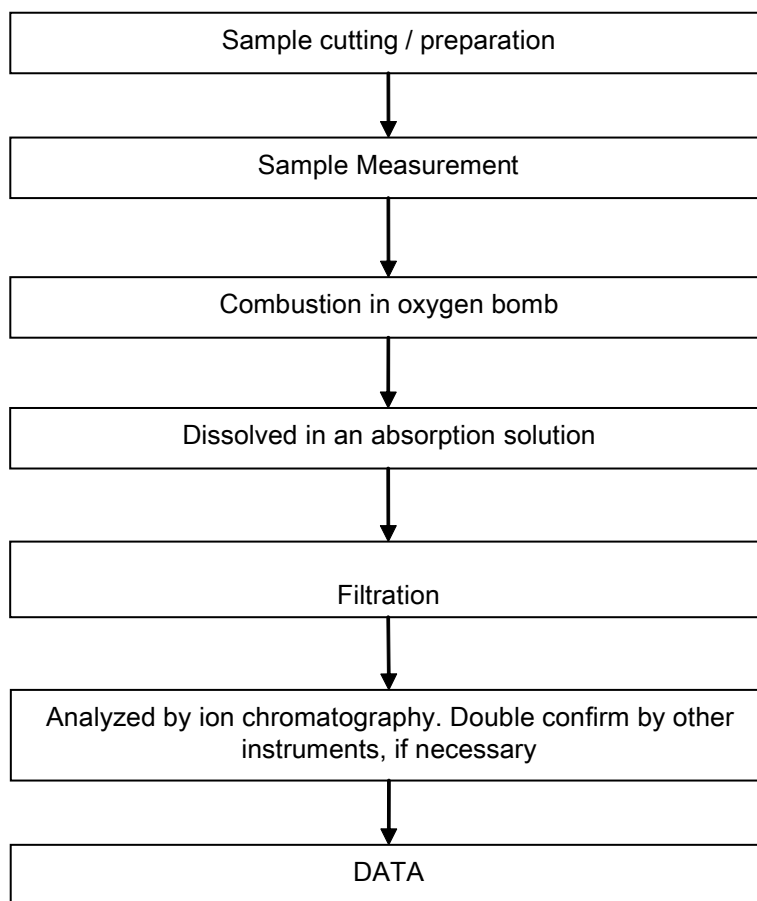 Sample cutting / preparation
Sample Measurement
Combustion in oxygen bomb
Dissolved in an absorption solution
Filtration
Analyzed by ion chromatography. Double confirm by other
instruments, if necessary
DATA